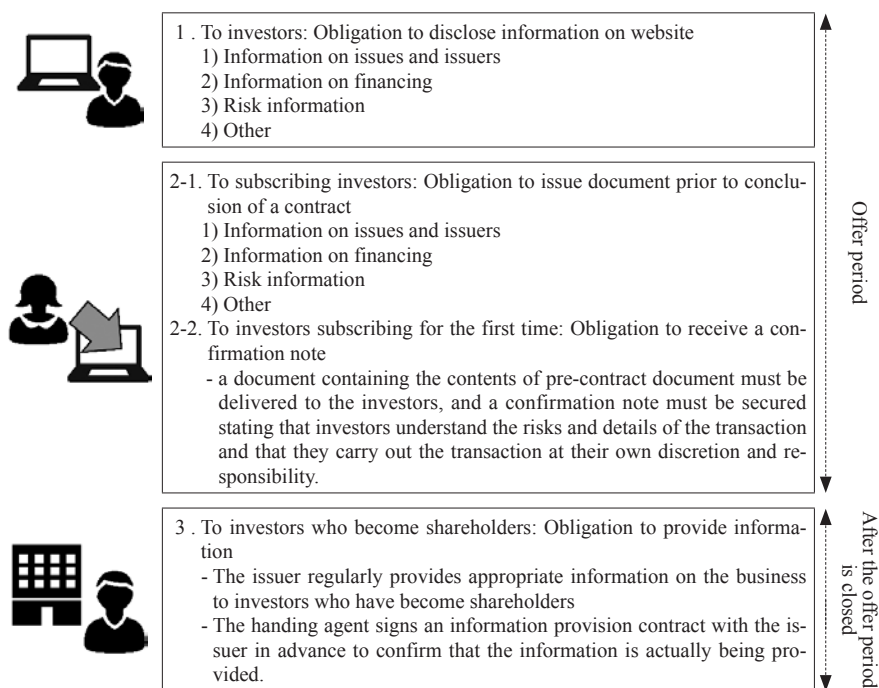 1 . To investors: Obligation to disclose information on website
1) Information on issues and issuers
2) Information on financing
3) Risk information
4) Other
2-1. To subscribing investors: Obligation to issue document prior to conclu-
sion of a contract
1) Information on issues and issuers
2) Information on financing
3) Risk information
4) Other
2-2. To investors subscribing for the first time: Obligation to receive a con-
firmation note
- a document containing the contents of pre-contract document must be
delivered to the investors, and a confirmation note must be secured
stating that investors understand the risks and details of the transaction
and that they carry out the transaction at their own discretion and re-
sponsibility.
Offer period
3 . To investors who become shareholders: Obligation to provide informa-
tion
- The issuer regularly provides appropriate information on the business
to investors who have become shareholders
- The handing agent signs an information provision contract with the is-
suer in advance to confirm that the information is actually being pro-
vided.
After the offer period
is closed